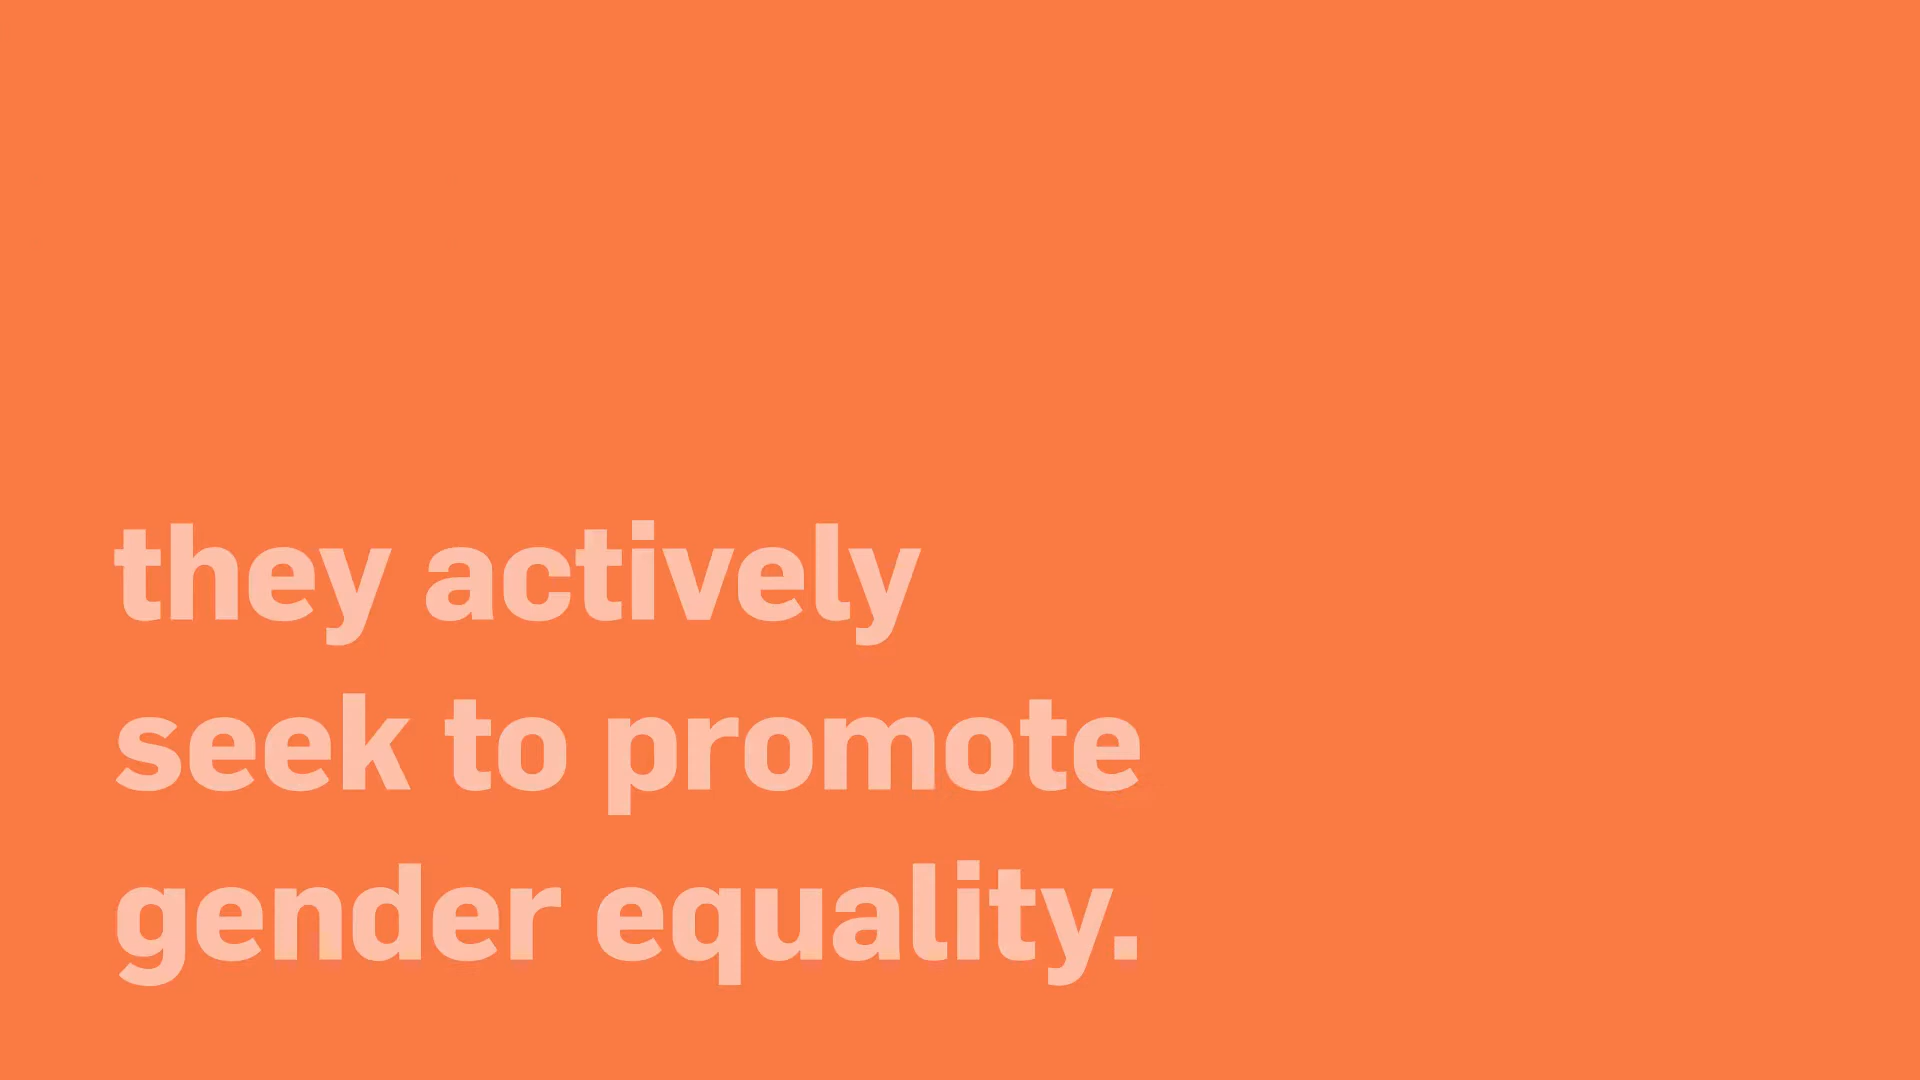 they actively
seek to promote
gender equality.